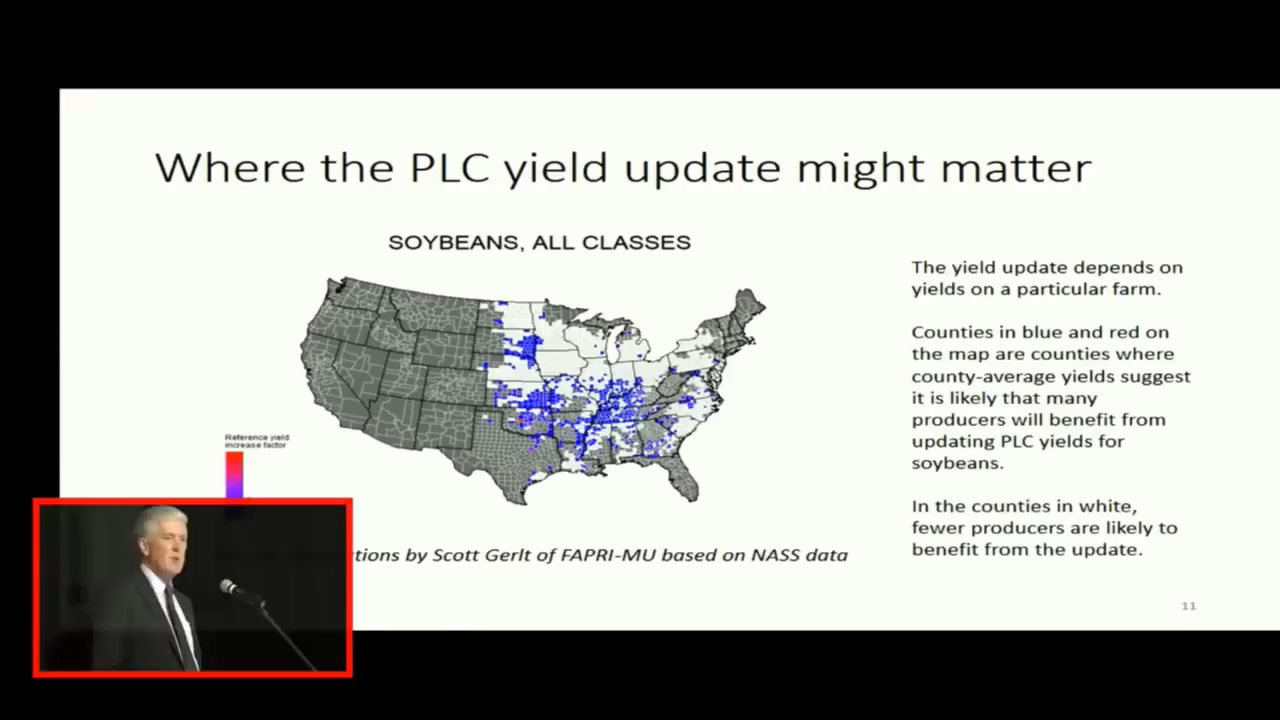 Where the PLC yield update might matter
SOYBEANS, ALL CLASSES
The yield update depends on
yields on a particular farm.
Counties in blue and red on
the map are counties where
county-average yields suggest
it is likely that many
producers will benefit from
updating PLC yields for
soybeans.
In the counties in white,
fewer producers are likely to
benefit from the update.
Reference yield
increase factor
by Scott Gerlt of FAPRI-MU based on NASS data
11